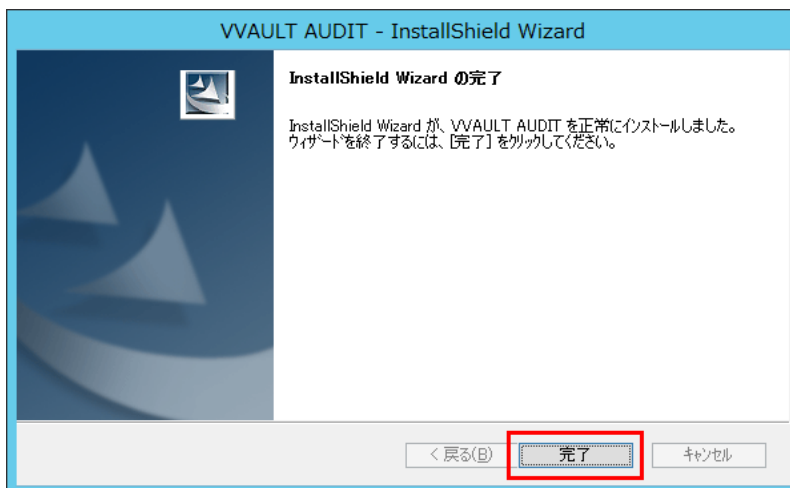 VVAULT AUDIT - InstallShield Wizard
InstallShield Wizard の完了
InstallShield Wizard が、VVAULT AUDIT を正常にインストールしました。
ウィザードを終了するには、[完了] をクリックしてください。
< 戻る(B)
完了
キャンセル